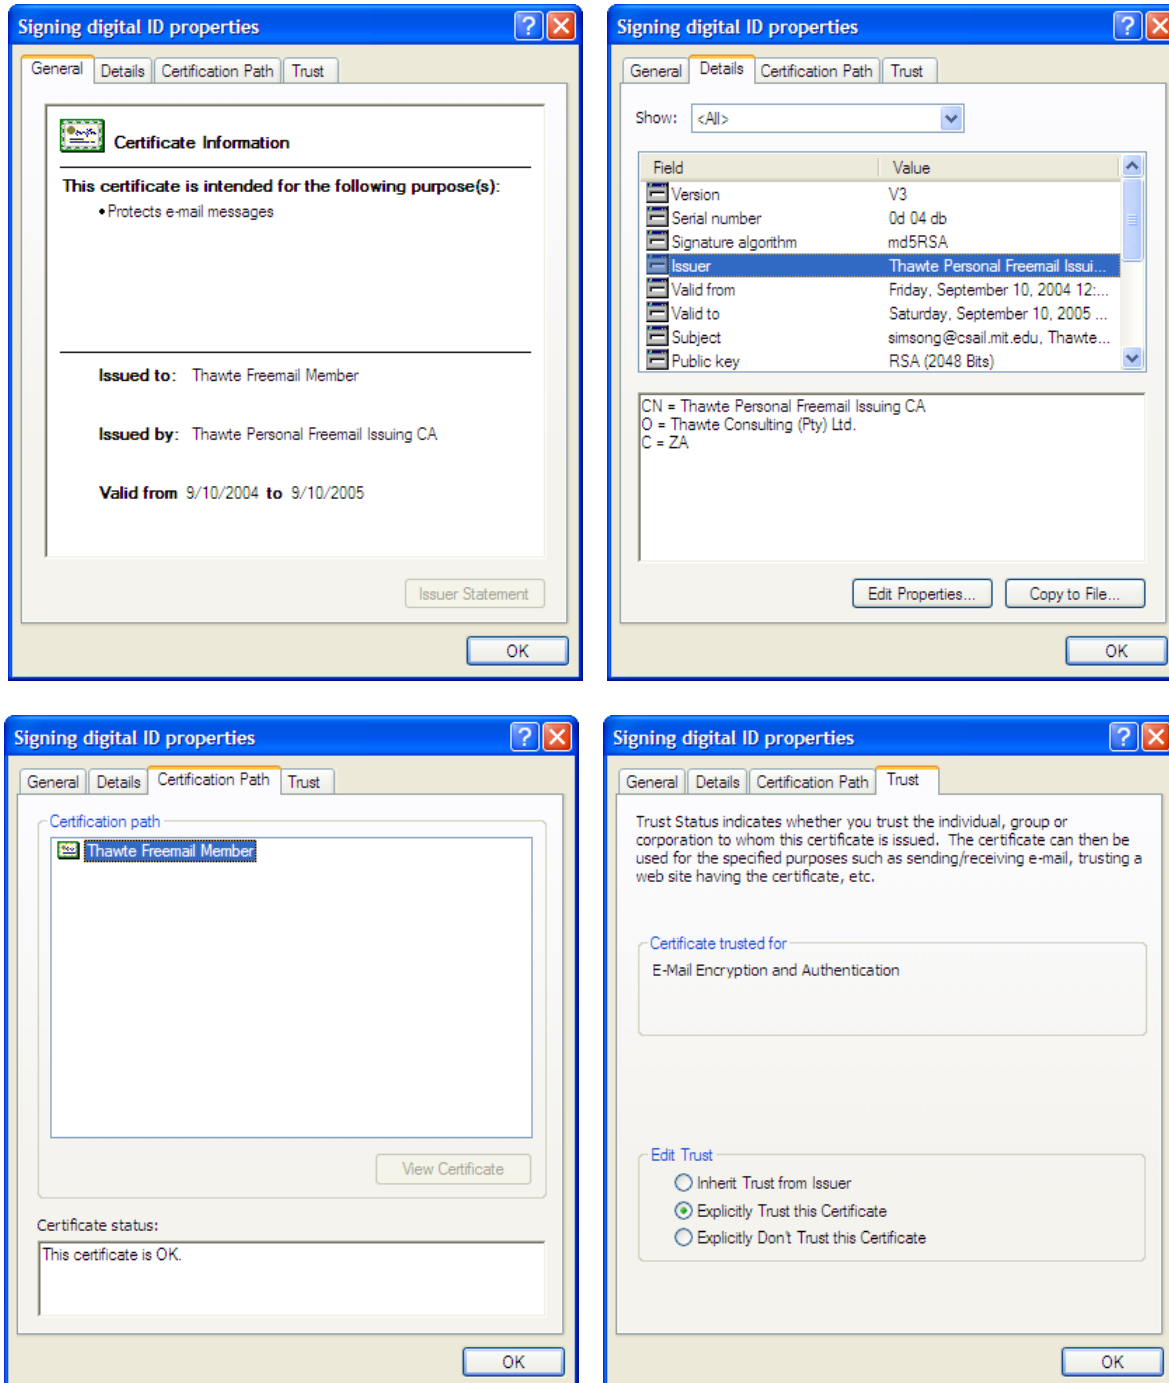 Signing digital ID properties
General Details Certification Path Trust
Certificate Information
This certificate is intended for the following purpose(s):
• Protects e-mail messages
Issued to: Thawte Freemail Member
Issued by: Thawte Personal Freemail Issuing CA
Valid from 9/10/2004 to 9/10/2005
Issuer Statement
OK
Signing digital ID properties
General Details Certification Path Trust
Show: <All>
Field Value
Version V3
Serial number 0d 04 db
Signature algorithm md5RSA
Issuer Thawte Personal Freemail Issui...
Valid from Friday, September 10, 2004 12:...
Valid to Saturday, September 10, 2005 ...
Subject simsong@csail.mit.edu, Thawte...
Public key RSA (2048 Bits)
CN = Thawte Personal Freemail Issuing CA
O = Thawte Consulting (Pty) Ltd.
C = ZA
Edit Properties... Copy to File...
OK
Signing digital ID properties
General Details Certification Path Trust
Certification path
Thawte Freemail Member
View Certificate
Certificate status:
This certificate is OK.
OK
Signing digital ID properties
General Details Certification Path Trust
Trust Status indicates whether you trust the individual, group or
corporation to whom this certificate is issued. The certificate can then be
used for the specified purposes such as sending/receiving e-mail, trusting a
web site having the certificate, etc.
Certificate trusted for
E-Mail Encryption and Authentication
Edit Trust
Inherit Trust from Issuer
Explicitly Trust this Certificate
Explicitly Don't Trust this Certificate
OK